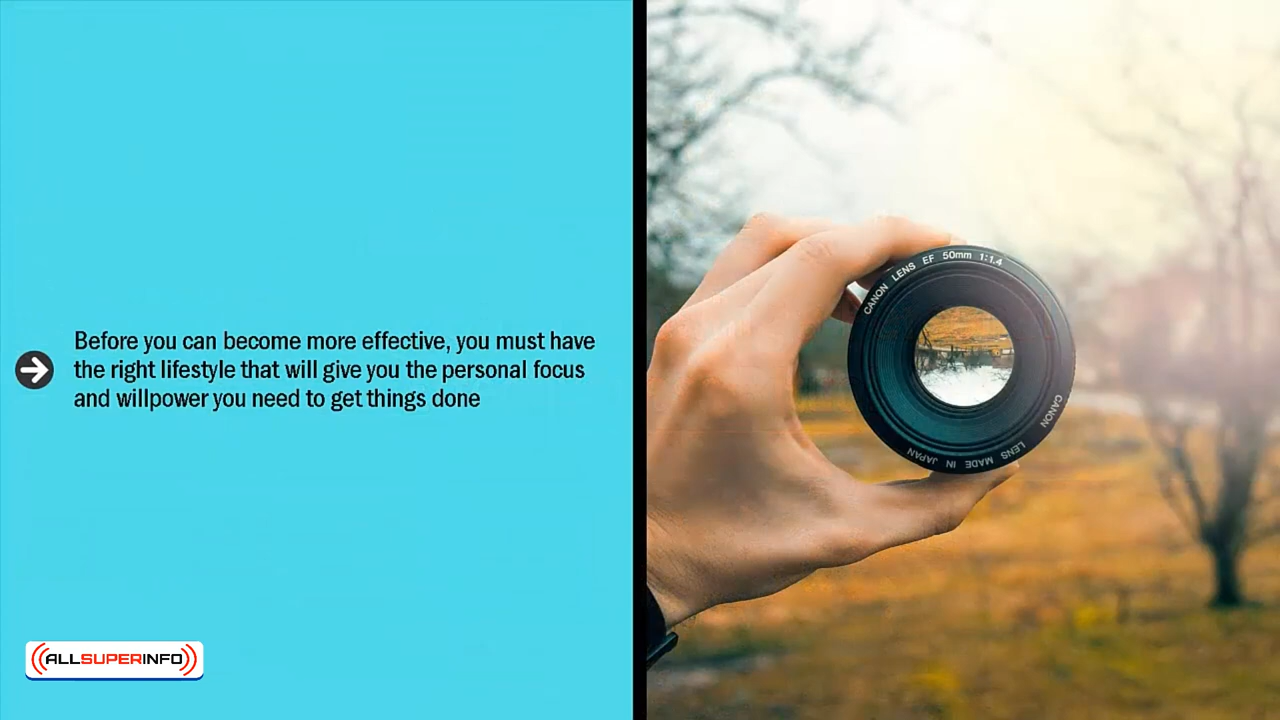 Before you can become more effective, you must have
the right lifestyle that will give you the personal focus
and willpower you need to get things done
ALLSUPERINFO
CANON LENS EF 50mm 1:1.4
CANON LENS MADE IN JAPAN